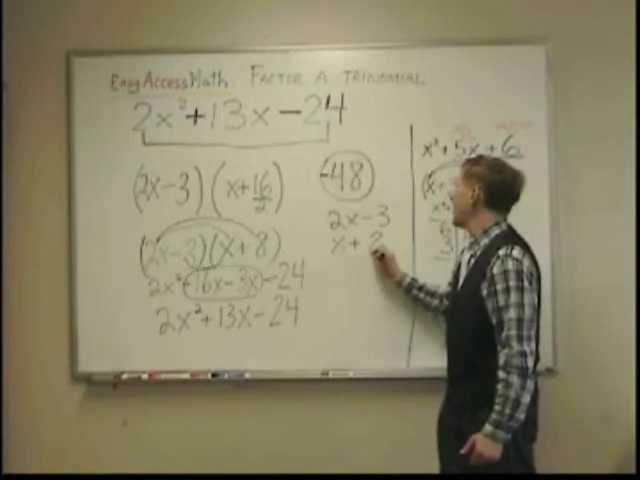 EasyAccessMath FACTOR A TRINOMIAL
2x²+13x-24
(2x-3)(x+16/2)
(2x-3)(x+8)
2x²+16x-3x-24
2x²+13x-24
-48
2x-3
x+
x²+5x+6